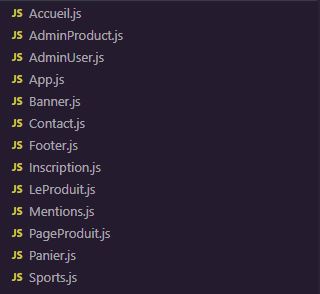 JS Accueil.js
JS AdminProduct.js
JS AdminUser.js
JS App.js
JS Banner.js
JS Contact.js
JS Footer.js
JS Inscription.js
JS LeProduit.js
JS Mentions.js
JS PageProduit.js
JS Panier.js
JS Sports.js